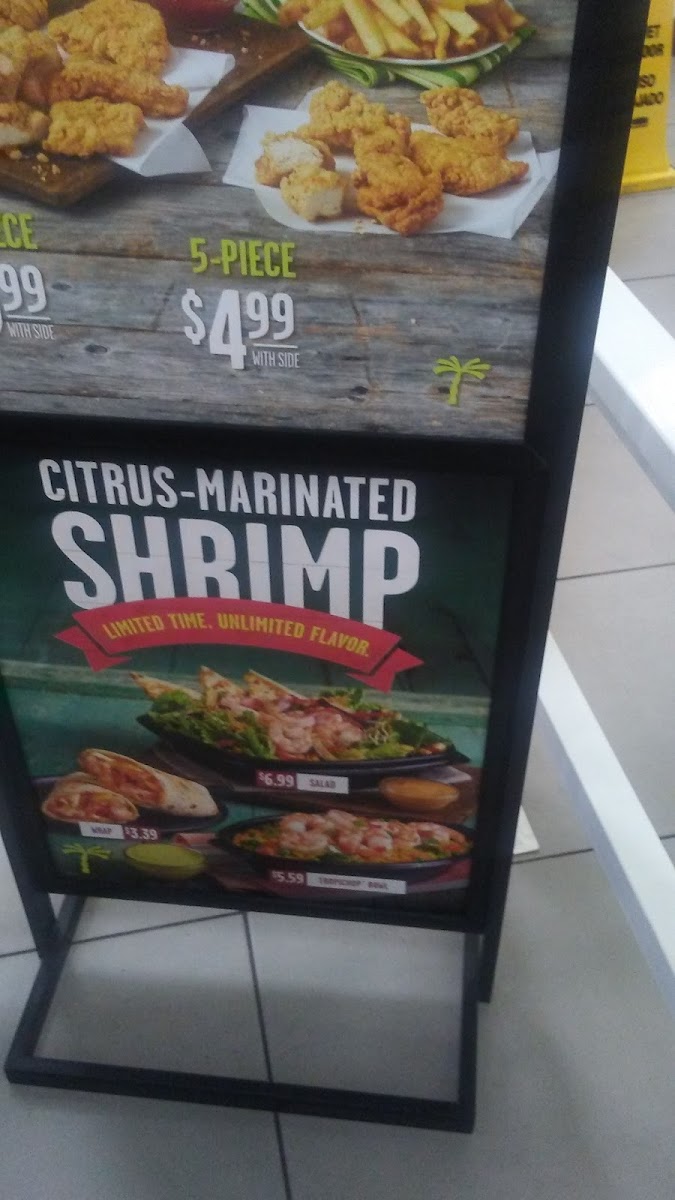 5-PIECE
$4.99
WITH SIDE
99
WITH SIDE
CITRUS-MARINATED
SHRIMP
LIMITED TIME. UNLIMITED FLAVOR.
$6.99 SALAD
WRAP $3.39
$5.59 TROPICHOP® BOWL